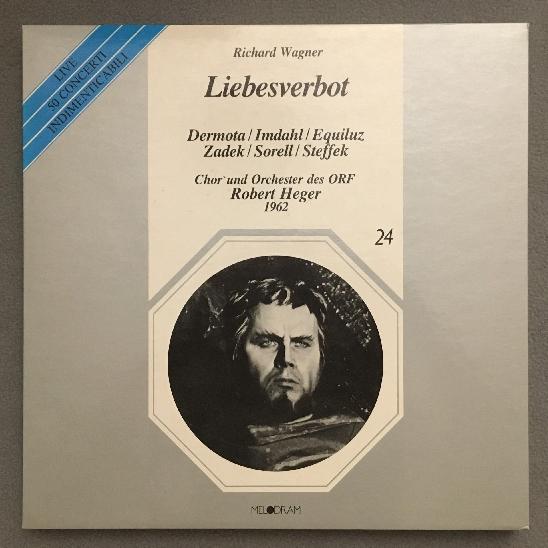 LIVE
50 CONCERTI
INDIMENTICABILI
Richard Wagner
Liebesverbot
Dermota / Imdahl / Equiluz
Zadek / Sorell / Steffek
Chor und Orchester des ORF
Robert Heger
1962
24
MELODRAM